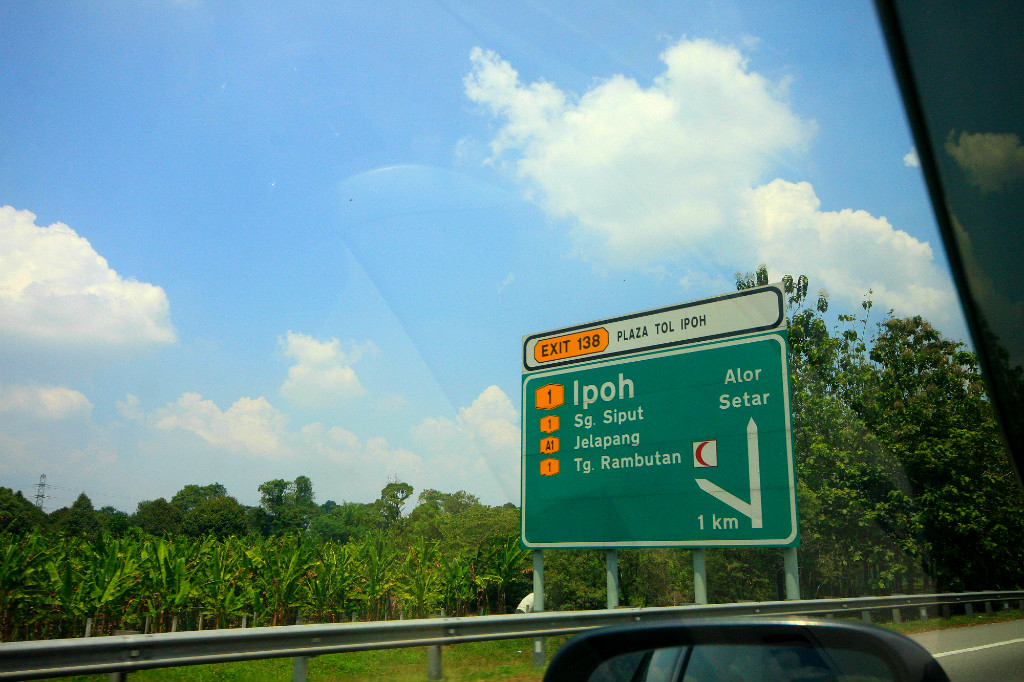 EXIT 138 PLAZA TOL IPOH
1 Ipoh
1 Sg. Siput
A1 Jelapang
1 Tg. Rambutan
Alor
Setar
1 km